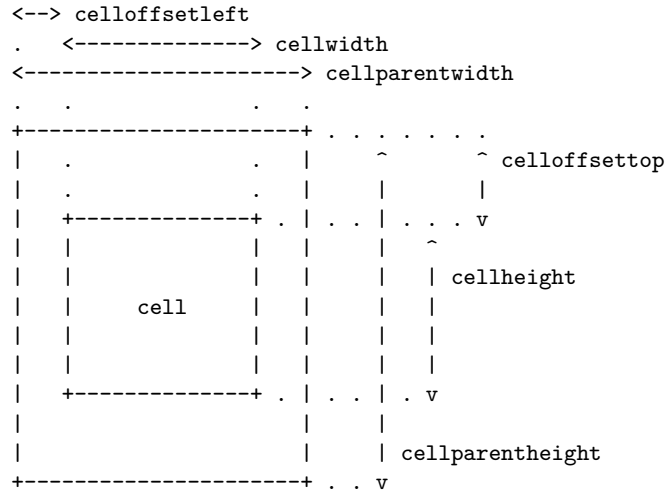 <--> celloffsetleft
.  <--------------> cellwidth
<-----------------------> cellparentwidth
.   .               .   .
+-----------------------+ . . . . . . .
|   .               .   |     ^       ^ celloffsettop
|   .               .   |     |       |
|   +---------------+ . | . . | . . . v
|   |               |   |     |   ^
|   |               |   |     |   | cellheight
|   |      cell     |   |     |   |
|   |               |   |     |   |
|   |               |   |     |   |
|   +---------------+ . | . . | . v
|                       |     |
|                       |     | cellparentheight
+-----------------------+ . . v